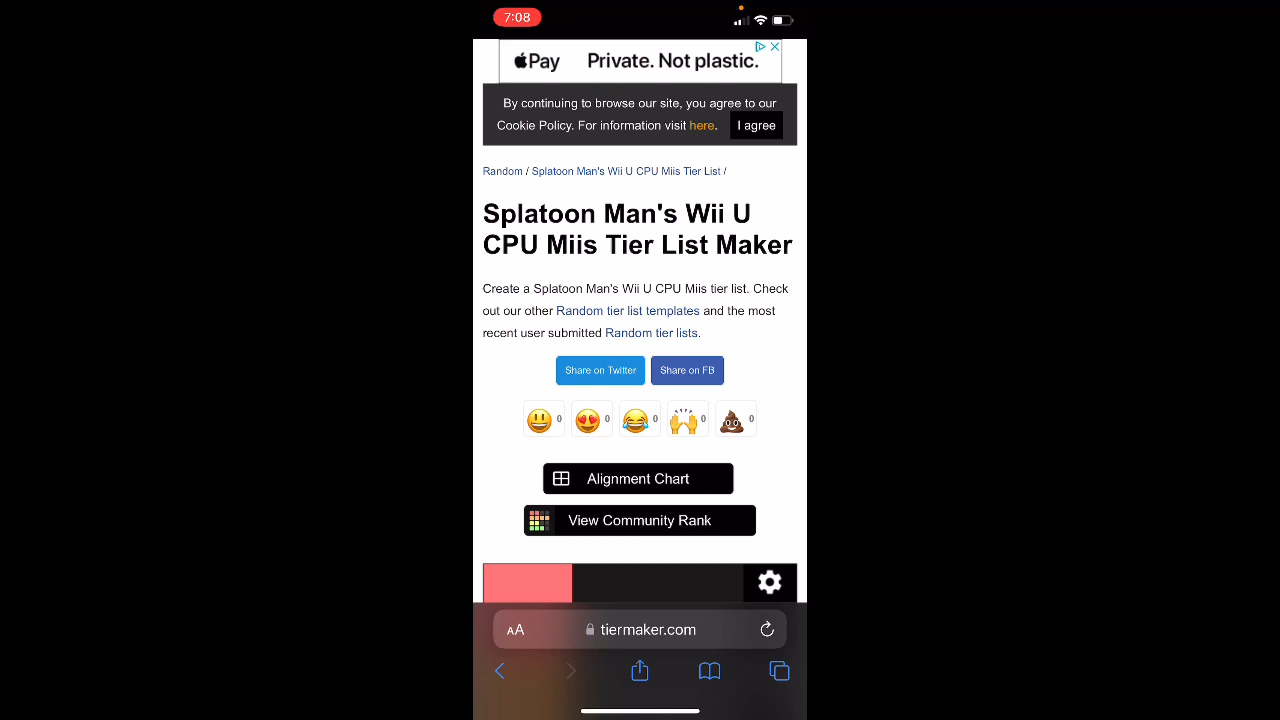 7:08
Pay Private. Not plastic.
By continuing to browse our site, you agree to our
Cookie Policy. For information visit here. I agree
Random / Splatoon Man's Wii U CPU Miis Tier List /
Splatoon Man's Wii U
CPU Miis Tier List Maker
Create a Splatoon Man's Wii U CPU Miis tier list. Check
out our other Random tier list templates and the most
recent user submitted Random tier lists.
Share on Twitter Share on FB
0 0 0 0 0
Alignment Chart
View Community Rank
AA tiermaker.com